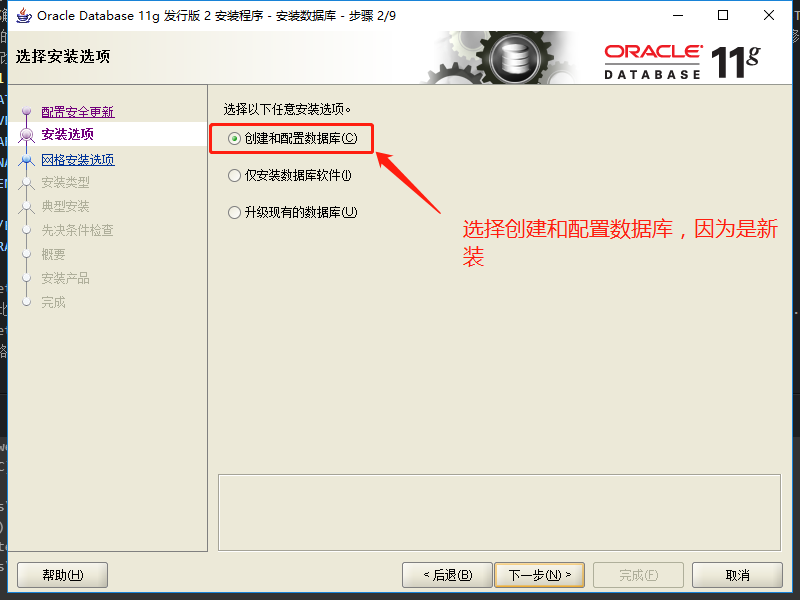 Oracle Database 11g 发行版 2 安装程序 - 安装数据库 - 步骤 2/9
选择安装选项
ORACLE
DATABASE
11g
配置安全更新
安装选项
网格安装选项
安装类型
典型安装
先决条件检查
概要
安装产品
完成
选择以下任意安装选项。
创建和配置数据库(C)
仅安装数据库软件(I)
升级现有的数据库(U)
选择创建和配置数据库，因为是新
装
帮助(H)
< 后退(B)
下一步(N) >
完成(F)
取消